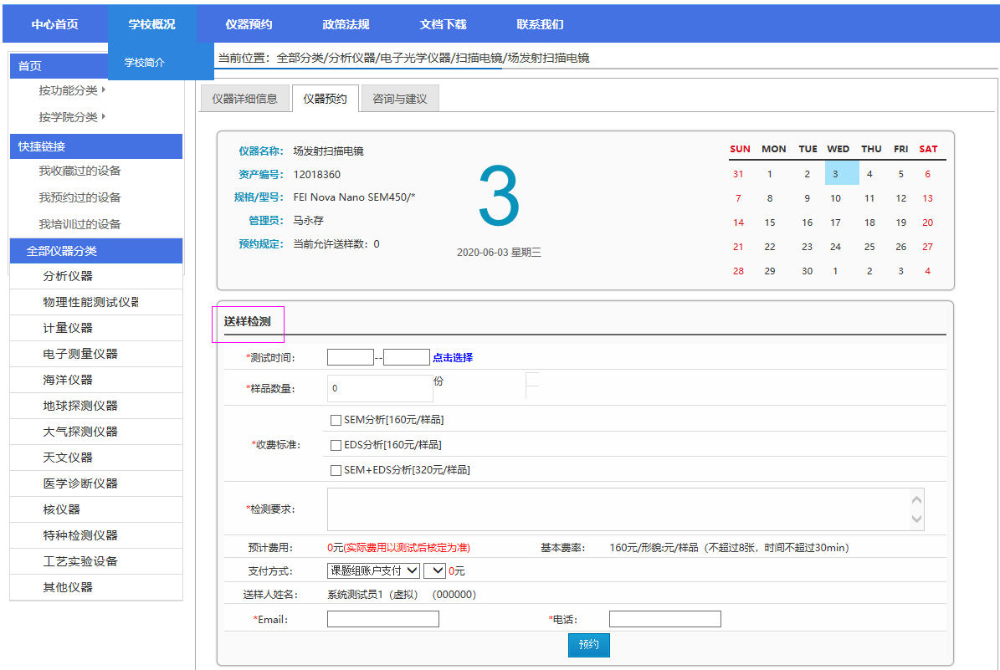 中心首页 学校概况 仪器预约 政策法规 文档下载 联系我们
学校简介
首页
按功能分类
按学院分类
快捷链接
我收藏过的设备
我预约过的设备
我培训过的设备
全部仪器分类
分析仪器
物理性能测试仪器
计量仪器
电子测量仪器
海洋仪器
地球探测仪器
大气探测仪器
天文仪器
医学诊断仪器
核仪器
特种检测仪器
工艺实验设备
其他仪器
当前位置：全部分类/分析仪器/电子光学仪器/扫描电镜/场发射扫描电镜
仪器详细信息 仪器预约 咨询与建议
仪器名称： 场发射扫描电镜
资产编号： 12018360
规格/型号： FEI Nova Nano SEM450/*
管理员： 马永存
预约规定： 当前允许送样数：0
3
2020-06-03 星期三
SUN MON TUE WED THU FRI SAT
31 1 2 3 4 5 6
7 8 9 10 11 12 13
14 15 16 17 18 19 20
21 22 23 24 25 26 27
28 29 30 1 2 3 4
送样检测
*测试时间： -- 点击选择
*样品数量： 0 份
*收费标准：
SEM分析[160元/样品]
EDS分析[160元/样品]
SEM+EDS分析[320元/样品]
*检测要求：
预计费用： 0元(实际费用以测试后核定为准) 基本费率： 160元/形貌:元/样品（不超过8张，时间不超过30min）
支付方式： 课题组账户支付 0元
送样人姓名： 系统测试员1（虚拟）（000000）
*Email： *电话：
预约